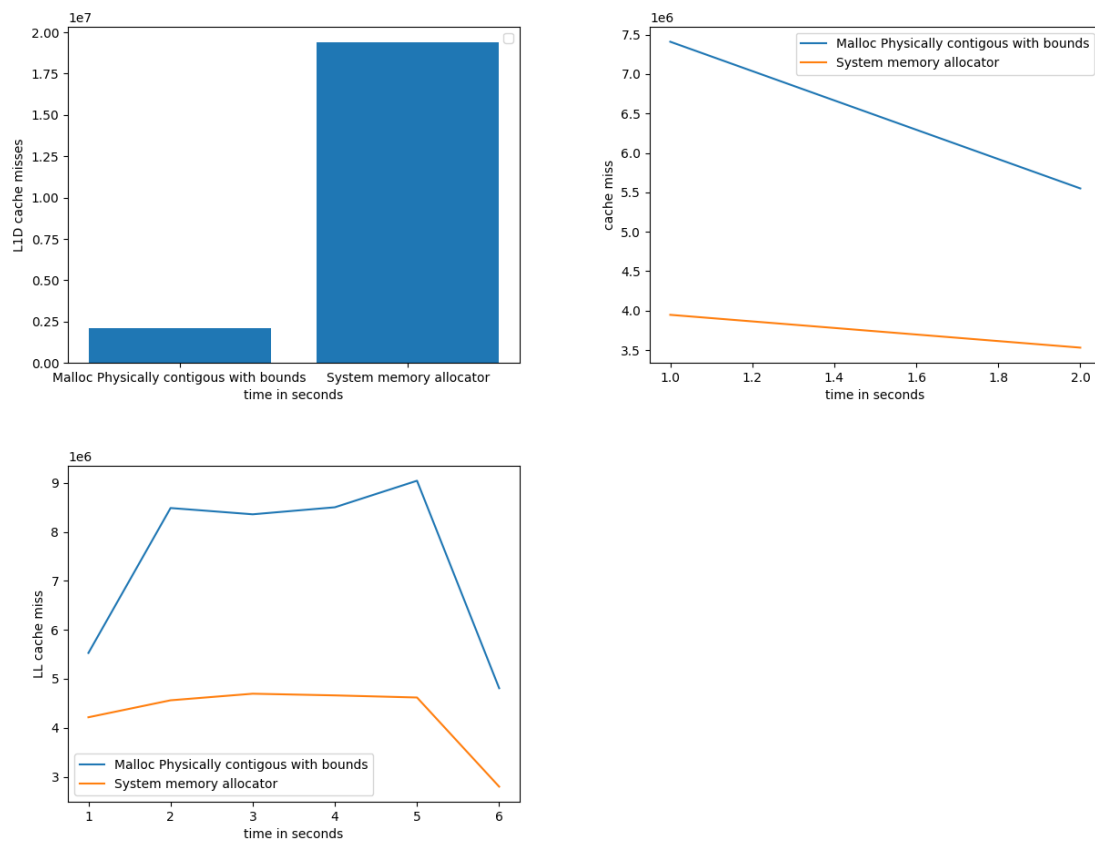 1e7
2.00
1.75
1.50
1.25
1.00
0.75
0.50
0.25
0.00
L1D cache misses
Malloc Physically contigous with bounds
System memory allocator
time in seconds
1e6
Malloc Physically contigous with bounds
System memory allocator
7.5
7.0
6.5
6.0
5.5
5.0
4.5
4.0
3.5
cache miss
1.0 1.2 1.4 1.6 1.8 2.0
time in seconds
1e6
9
8
7
6
5
4
3
LL cache miss
Malloc Physically contigous with bounds
System memory allocator
1 2 3 4 5 6
time in seconds